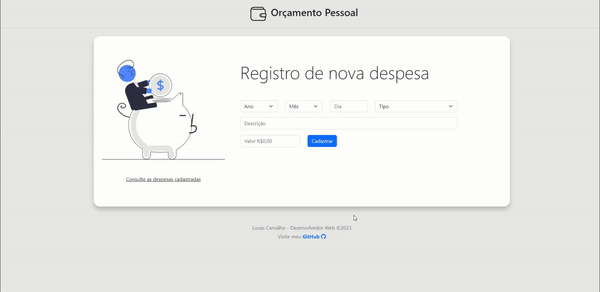 Orçamento Pessoal
Registro de nova despesa
Ano Mês Dia Tipo
Descrição
Valor R$0,00 Cadastrar
$
Consulte as despesas cadastradas
Lucas Carvalho - Desenvolvedor Web ©2023
Visite meu GitHub